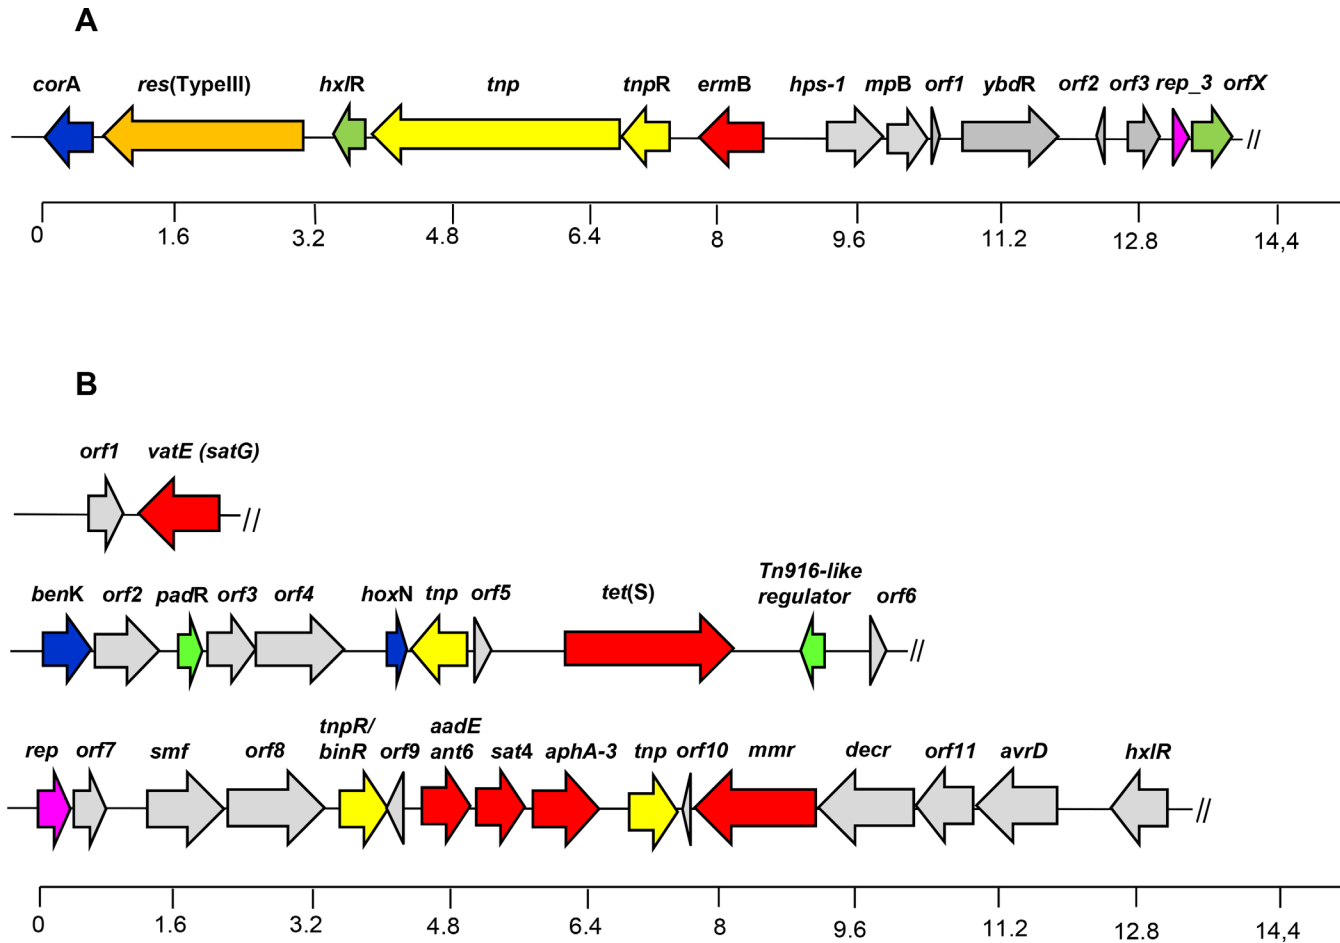 A
corA res(TypeIII) hxlR tnp tnpR ermB hps-1 mpB orf1 ybdR orf2 orf3 rep_3 orfX
//
0 1.6 3.2 4.8 6.4 8 9.6 11.2 12.8 14,4
B
orf1 vatE (satG)
//
Tn916-like
benK orf2 padR orf3 orf4 hoxN tnp orf5 tet(S) regulator orf6
//
tnpR/ aadE
rep orf7 smf orf8 binR orf9 ant6 sat4 aphA-3 tnp orf10 mmr decr orf11 avrD hxlR
//
0 1.6 3.2 4.8 6.4 8 9.6 11.2 12.8 14,4